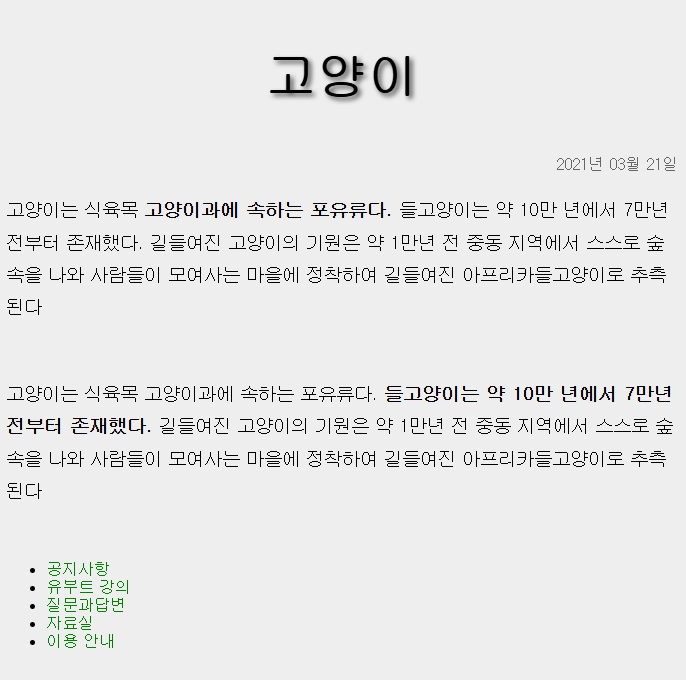 고양이
2021년 03월 21일
고양이는 식육목 고양이과에 속하는 포유류다. 들고양이는 약 10만 년에서 7만년
전부터 존재했다. 길들여진 고양이의 기원은 약 1만년 전 중동 지역에서 스스로 숲
속을 나와 사람들이 모여사는 마을에 정착하여 길들여진 아프리카들고양이로 추측
된다
고양이는 식육목 고양이과에 속하는 포유류다. 들고양이는 약 10만 년에서 7만년
전부터 존재했다. 길들여진 고양이의 기원은 약 1만년 전 중동 지역에서 스스로 숲
속을 나와 사람들이 모여사는 마을에 정착하여 길들여진 아프리카들고양이로 추측
된다
공지사항
유부트 강의
질문과답변
자료실
이용 안내